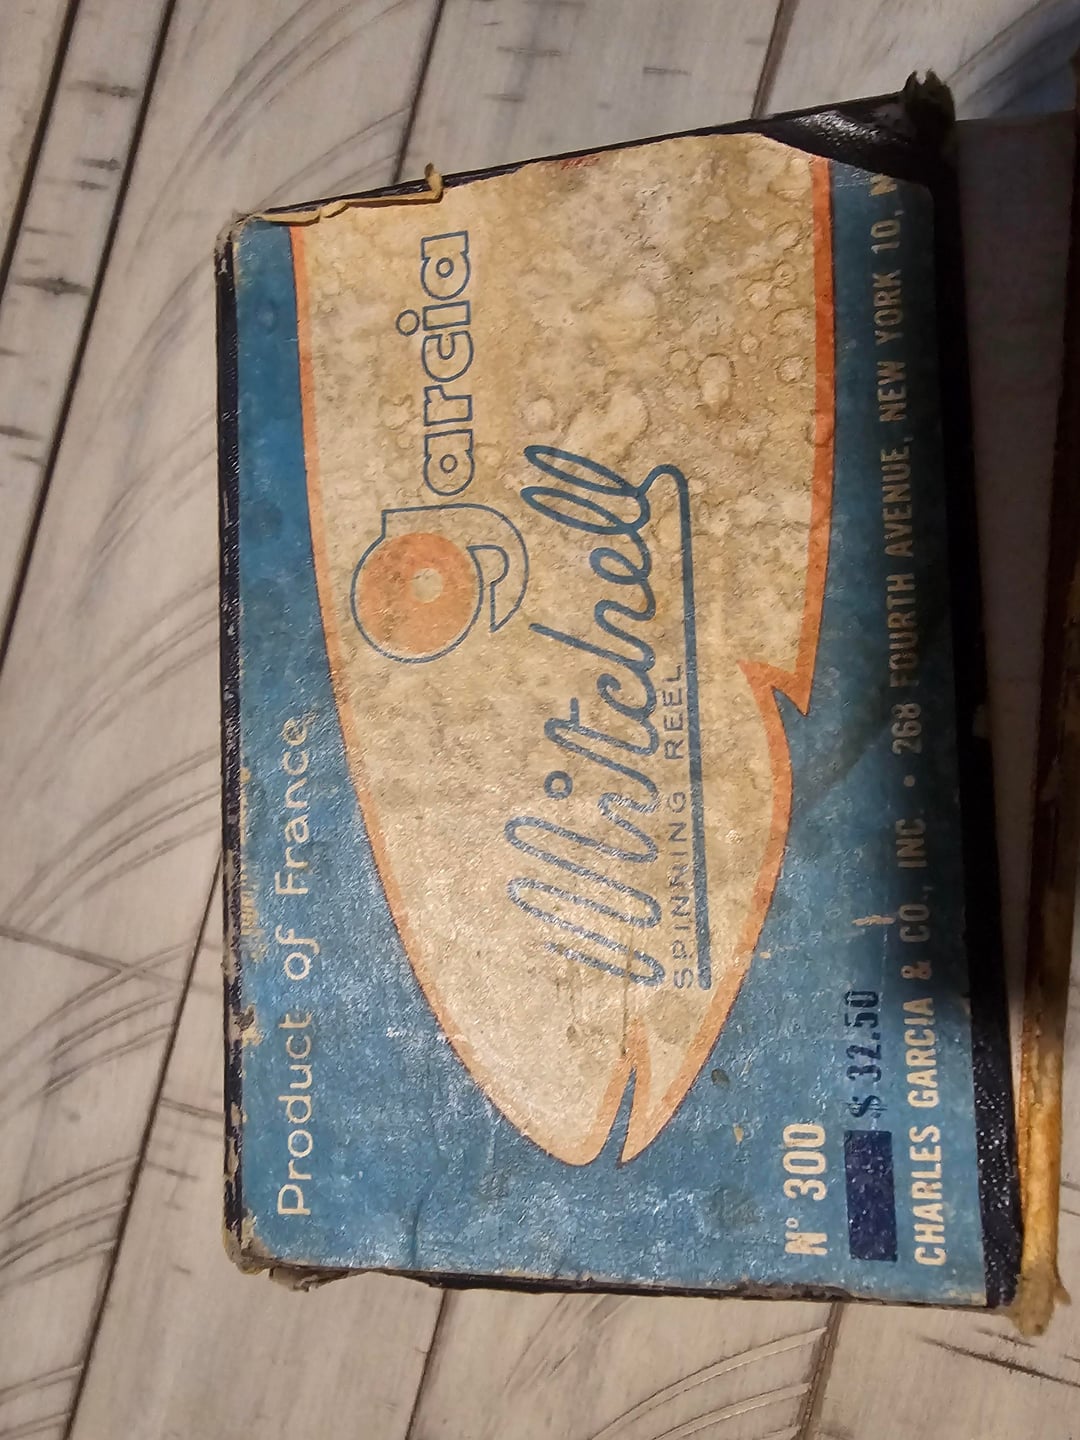 Product of France
garcia
Mitchell
SPINNING REEL
Nº 300
$32.50
CHARLES GARCIA & CO., INC. • 268 FOURTH AVENUE, NEW YORK 10, N